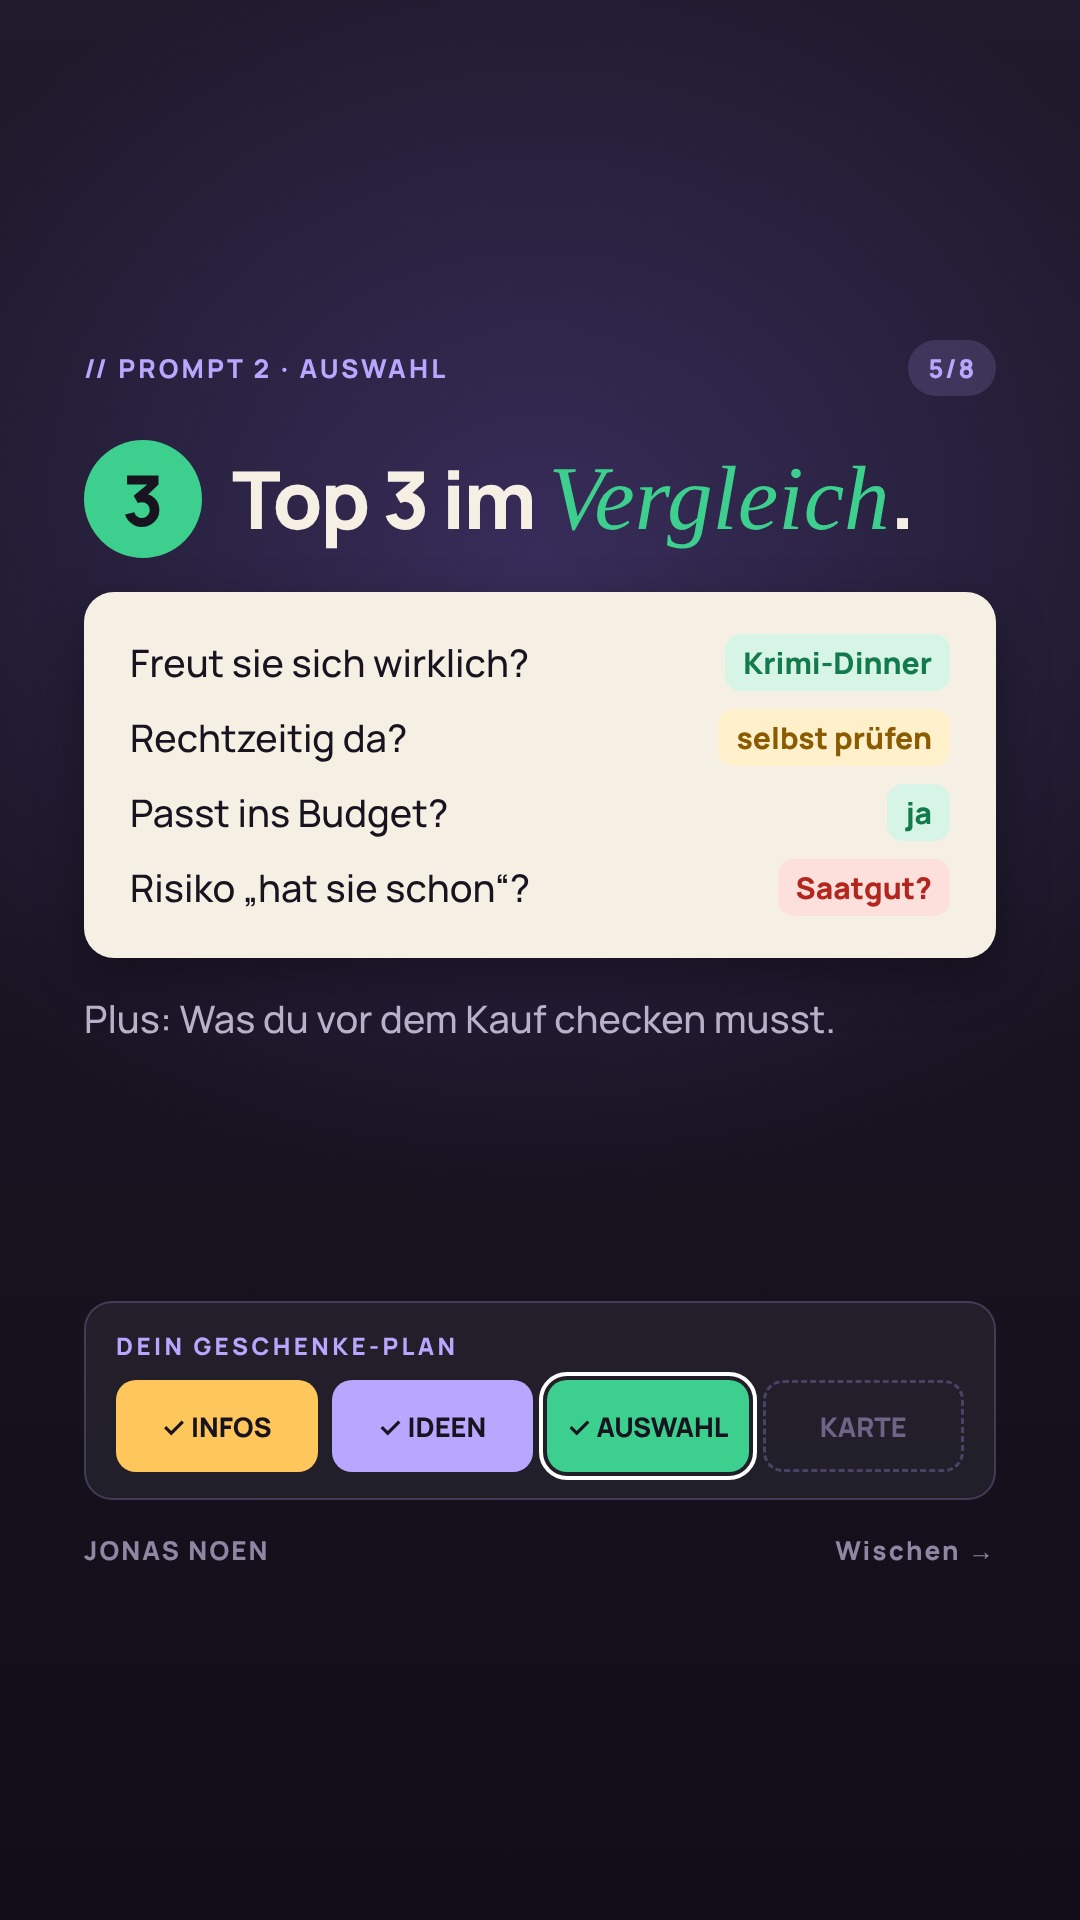 // PROMPT 2 · AUSWAHL
5/8
3
Top 3 im Vergleich.
Freut sie sich wirklich? Krimi-Dinner
Rechtzeitig da? selbst prüfen
Passt ins Budget? ja
Risiko „hat sie schon“? Saatgut?
Plus: Was du vor dem Kauf checken musst.
DEIN GESCHENKE-PLAN
✓ INFOS ✓ IDEEN ✓ AUSWAHL KARTE
JONAS NOEN Wischen →